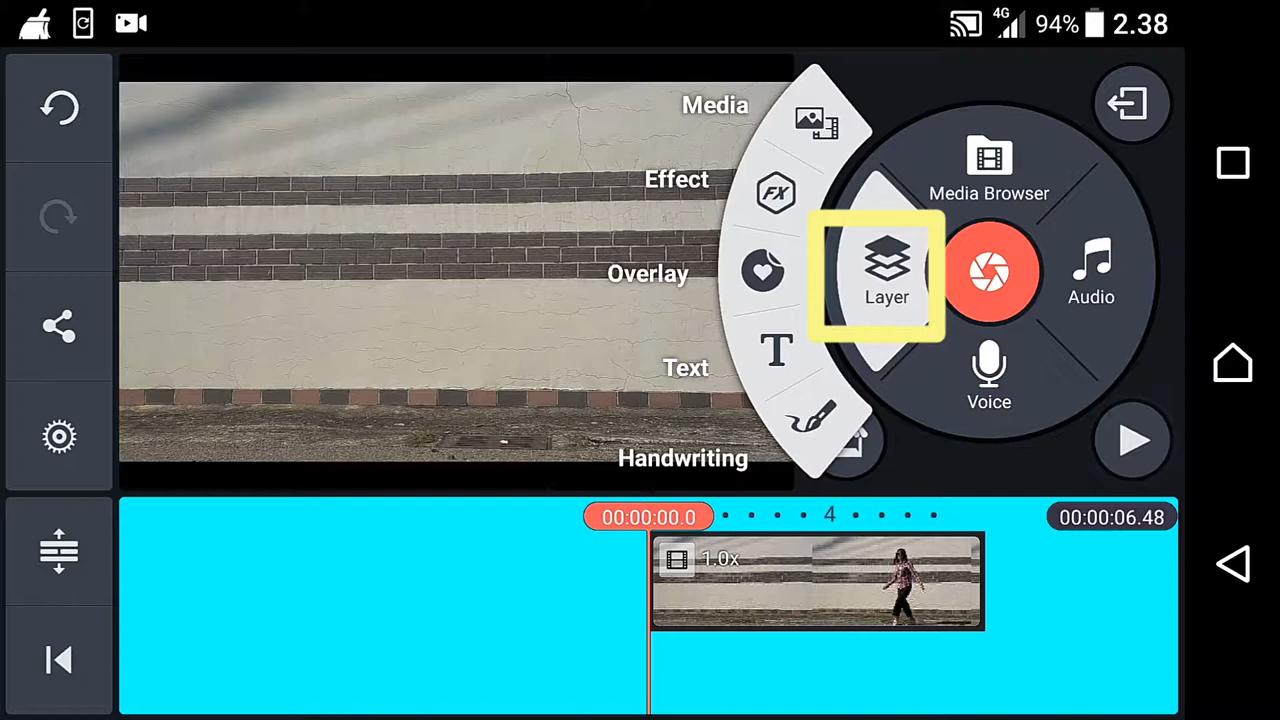 4G 94% 2.38
Media
Effect
Overlay
Text
Handwriting
FX
T
Media Browser
Layer
Audio
Voice
00:00:00.0
4
00:00:06.48
1.0x